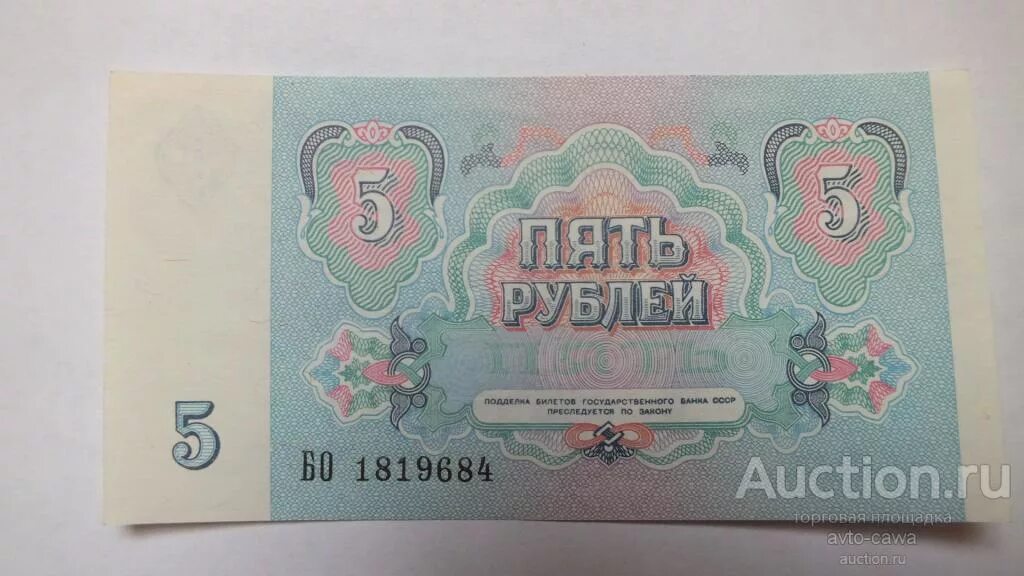 5
5
ПЯТЬ
РУБЛЕЙ
ПЯТЬ
ПОДДЕЛКА БИЛЕТОВ ГОСУДАРСТВЕННОГО БАНКА СССР
ПРЕСЛЕДУЕТСЯ ПО ЗАКОНУ
5
БО 1819684
Auction.ru
торговая площадка
avto-cawa
auction.ru